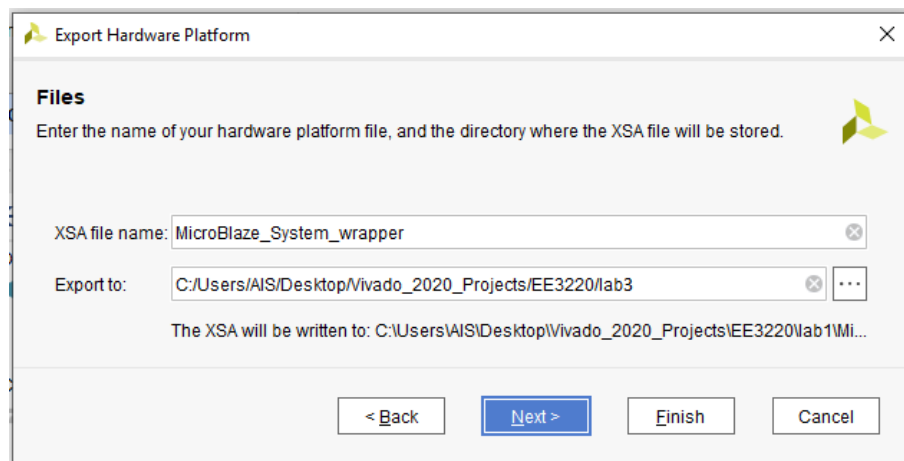 Export Hardware Platform
Files
Enter the name of your hardware platform file, and the directory where the XSA file will be stored.
XSA file name: MicroBlaze_System_wrapper
Export to: C:/Users/AIS/Desktop/Vivado_2020_Projects/EE3220/lab3 ...
The XSA will be written to: C:\Users\AIS\Desktop\Vivado_2020_Projects\EE3220\lab1\Mi...
< Back Next > Finish Cancel